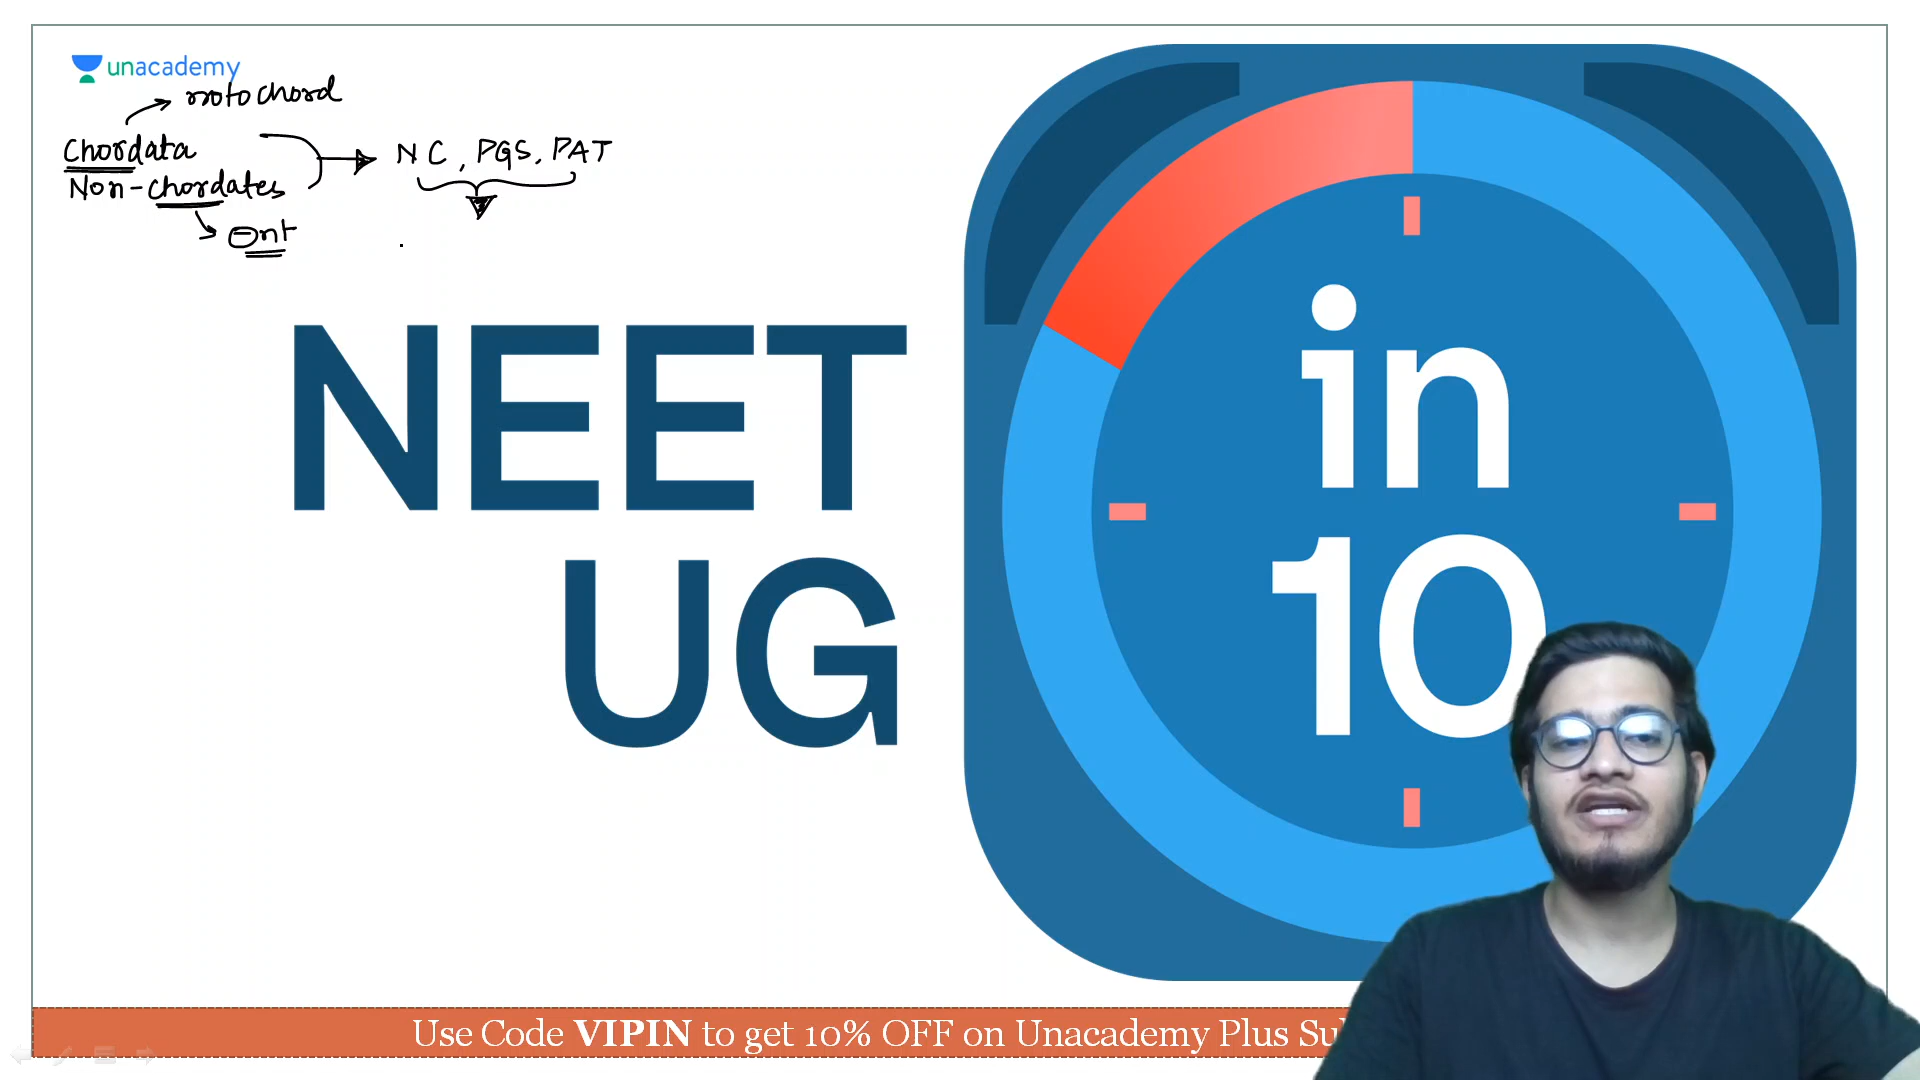 unacademy
notochord
Chordata
Non-chordates
NC, PGS, PAT
NEET
UG
in
10
Use Code VIPIN to get 10% OFF on Unacademy Plus